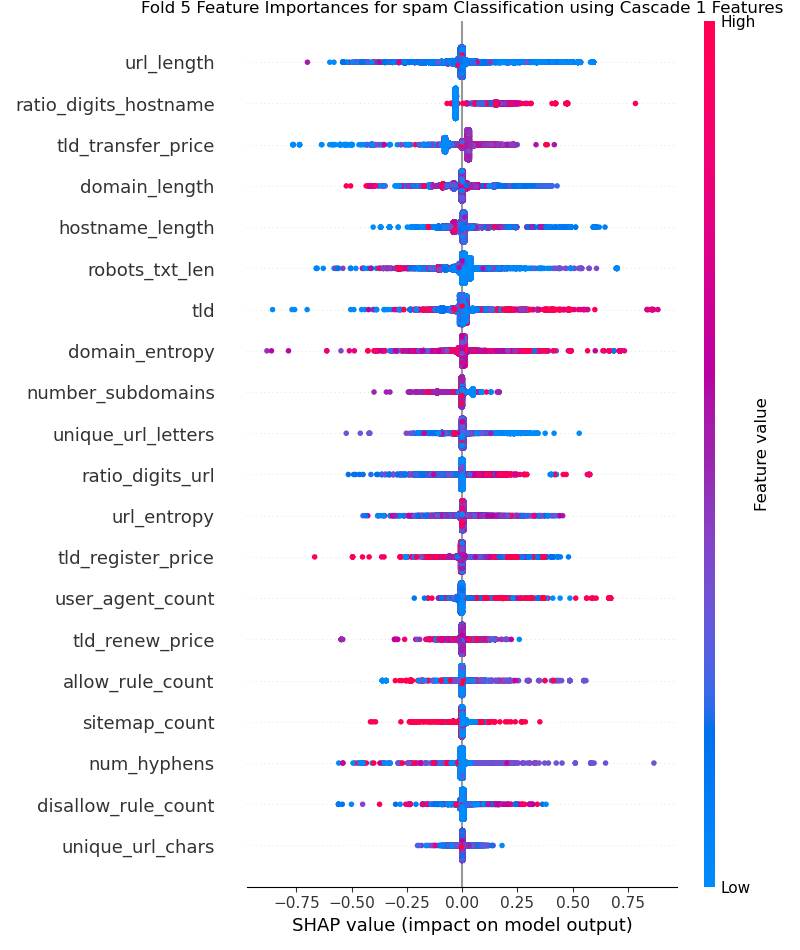 Fold 5 Feature Importances for spam Classification using Cascade 1 Features
High
url_length
ratio_digits_hostname
tld_transfer_price
domain_length
hostname_length
robots_txt_len
tld
domain_entropy
number_subdomains
unique_url_letters
ratio_digits_url
url_entropy
tld_register_price
user_agent_count
tld_renew_price
allow_rule_count
sitemap_count
num_hyphens
disallow_rule_count
unique_url_chars
Feature value
Low
−0.75 −0.50 −0.25 0.00 0.25 0.50 0.75
SHAP value (impact on model output)